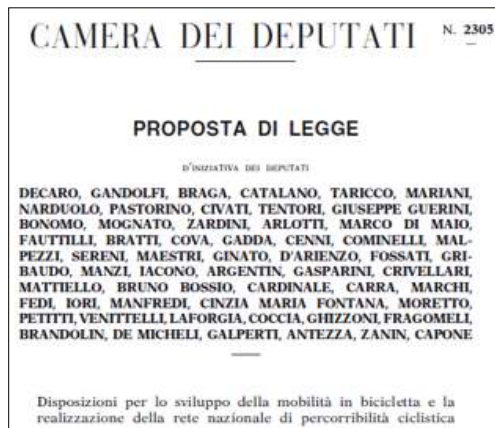 CAMERA DEI DEPUTATI N. 2305
PROPOSTA DI LEGGE
D'INIZIATIVA DEI DEPUTATI
DECARO, GANDOLFI, BRAGA, CATALANO, TARICCO, MARIANI,
NARDUOLO, PASTORINO, CIVATI, TENTORI, GIUSEPPE GUERINI,
BONOMO, MOGNATO, ZARDINI, ARLOTTI, MARCO DI MAIO,
FAUTTILLI, BRATTI, COVA, GADDA, CENNI, COMINELLI, MAL-
PEZZI, SERENI, MAESTRI, GINATO, D'ARIENZO, FOSSATI, GRI-
BAUDO, MANZI, IACONO, ARGENTIN, GASPARINI, CRIVELLARI,
MATTIELLO, BRUNO BOSSIO, CARDINALE, CARRA, MARCHI,
FEDI, IORI, MANFREDI, CINZIA MARIA FONTANA, MORETTO,
PETITTI, VENITTELLI, LAFORGIA, COCCIA, GHIZZONI, FRAGOMELI,
BRANDOLIN, DE MICHELI, GALPERTI, ANTEZZA, ZANIN, CAPONE
Disposizioni per lo sviluppo della mobilità in bicicletta e la
realizzazione della rete nazionale di percorribilità ciclistica